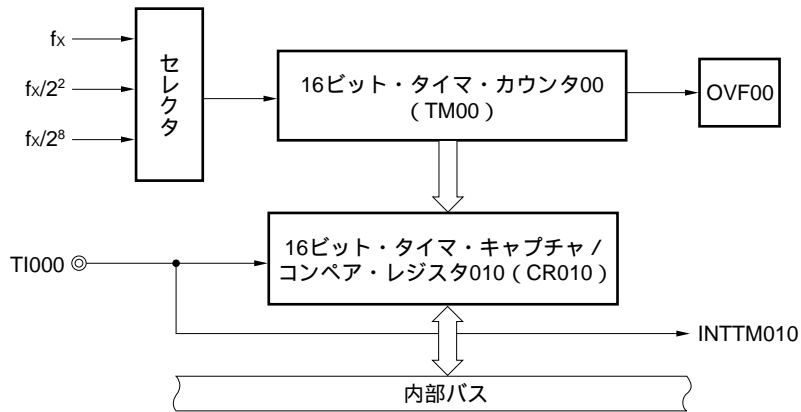 fx
fx/2²
fx/2⁸
セレクタ
16ビット・タイマ・カウンタ00
(TM00)
OVF00
TI000
16ビット・タイマ・キャプチャ/
コンペア・レジスタ010(CR010)
INTTM010
内部バス